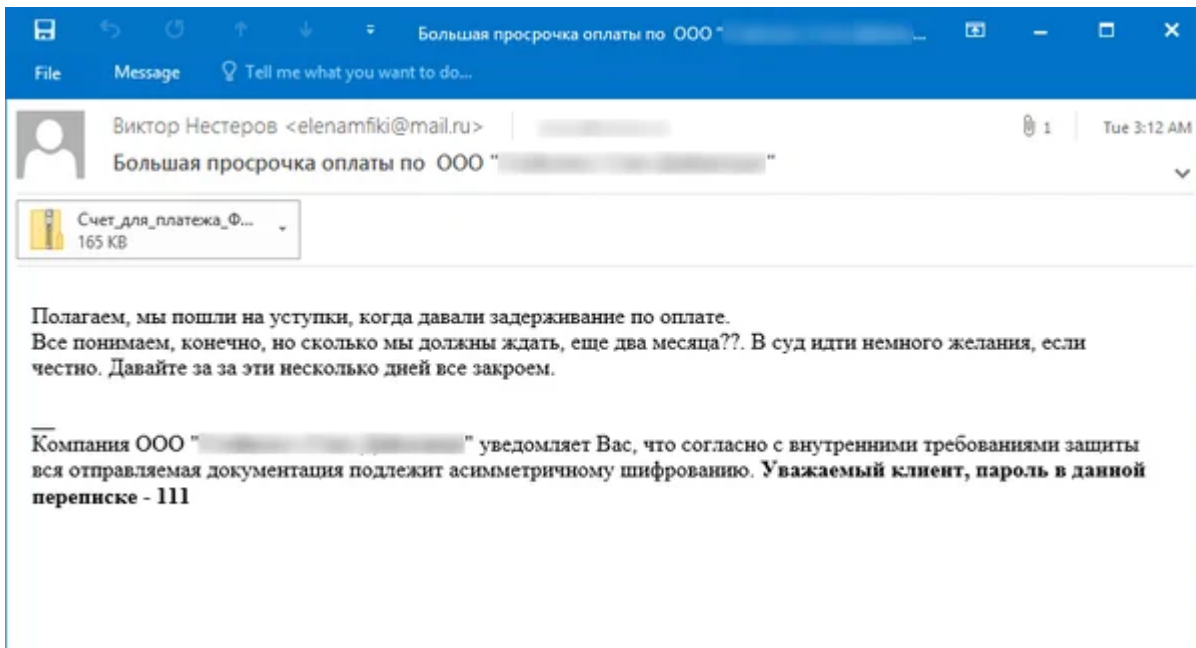 Большая просрочка оплаты по ООО " ...
File Message Tell me what you want to do...
Виктор Нестеров <elenamfiki@mail.ru> 1 Tue 3:12 AM
Большая просрочка оплаты по ООО " "
Счет_для_платежа_Ф...
165 KB
Полагаем, мы пошли на уступки, когда давали задерживание по оплате.
Все понимаем, конечно, но сколько мы должны ждать, еще два месяца??. В суд идти немного желания, если
честно. Давайте за за эти несколько дней все закроем.
__
Компания ООО " " уведомляет Вас, что согласно с внутренними требованиями защиты
вся отправляемая документация подлежит асимметричному шифрованию. Уважаемый клиент, пароль в данной
переписке - 111